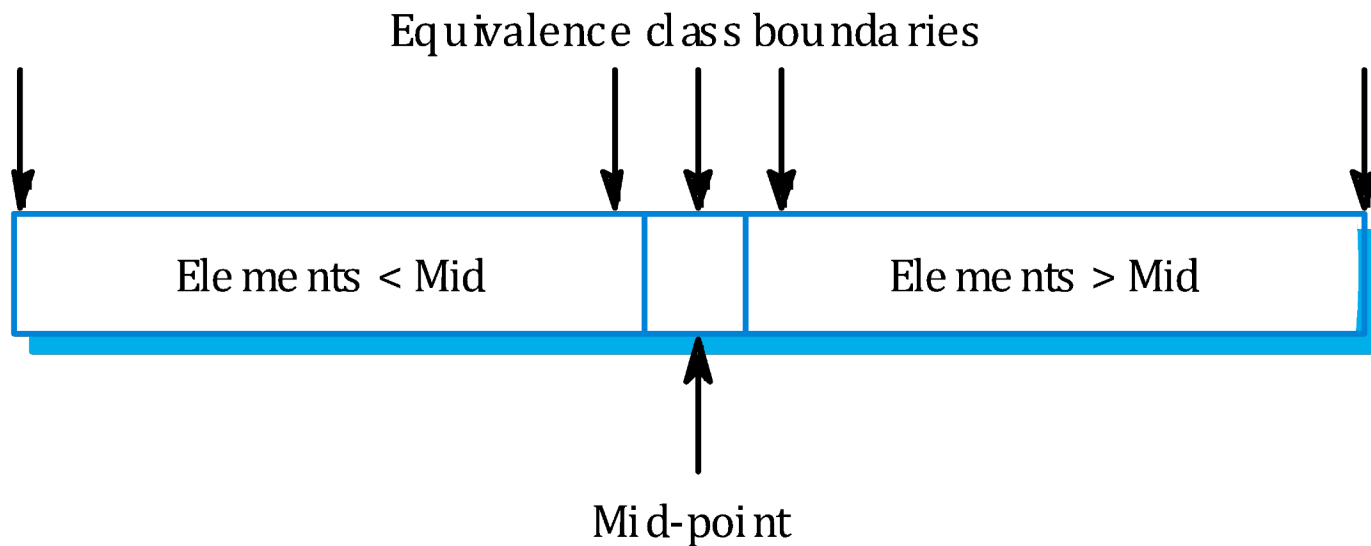 Equivalence class boundaries
Elements < Mid
Elements > Mid
Mid-point